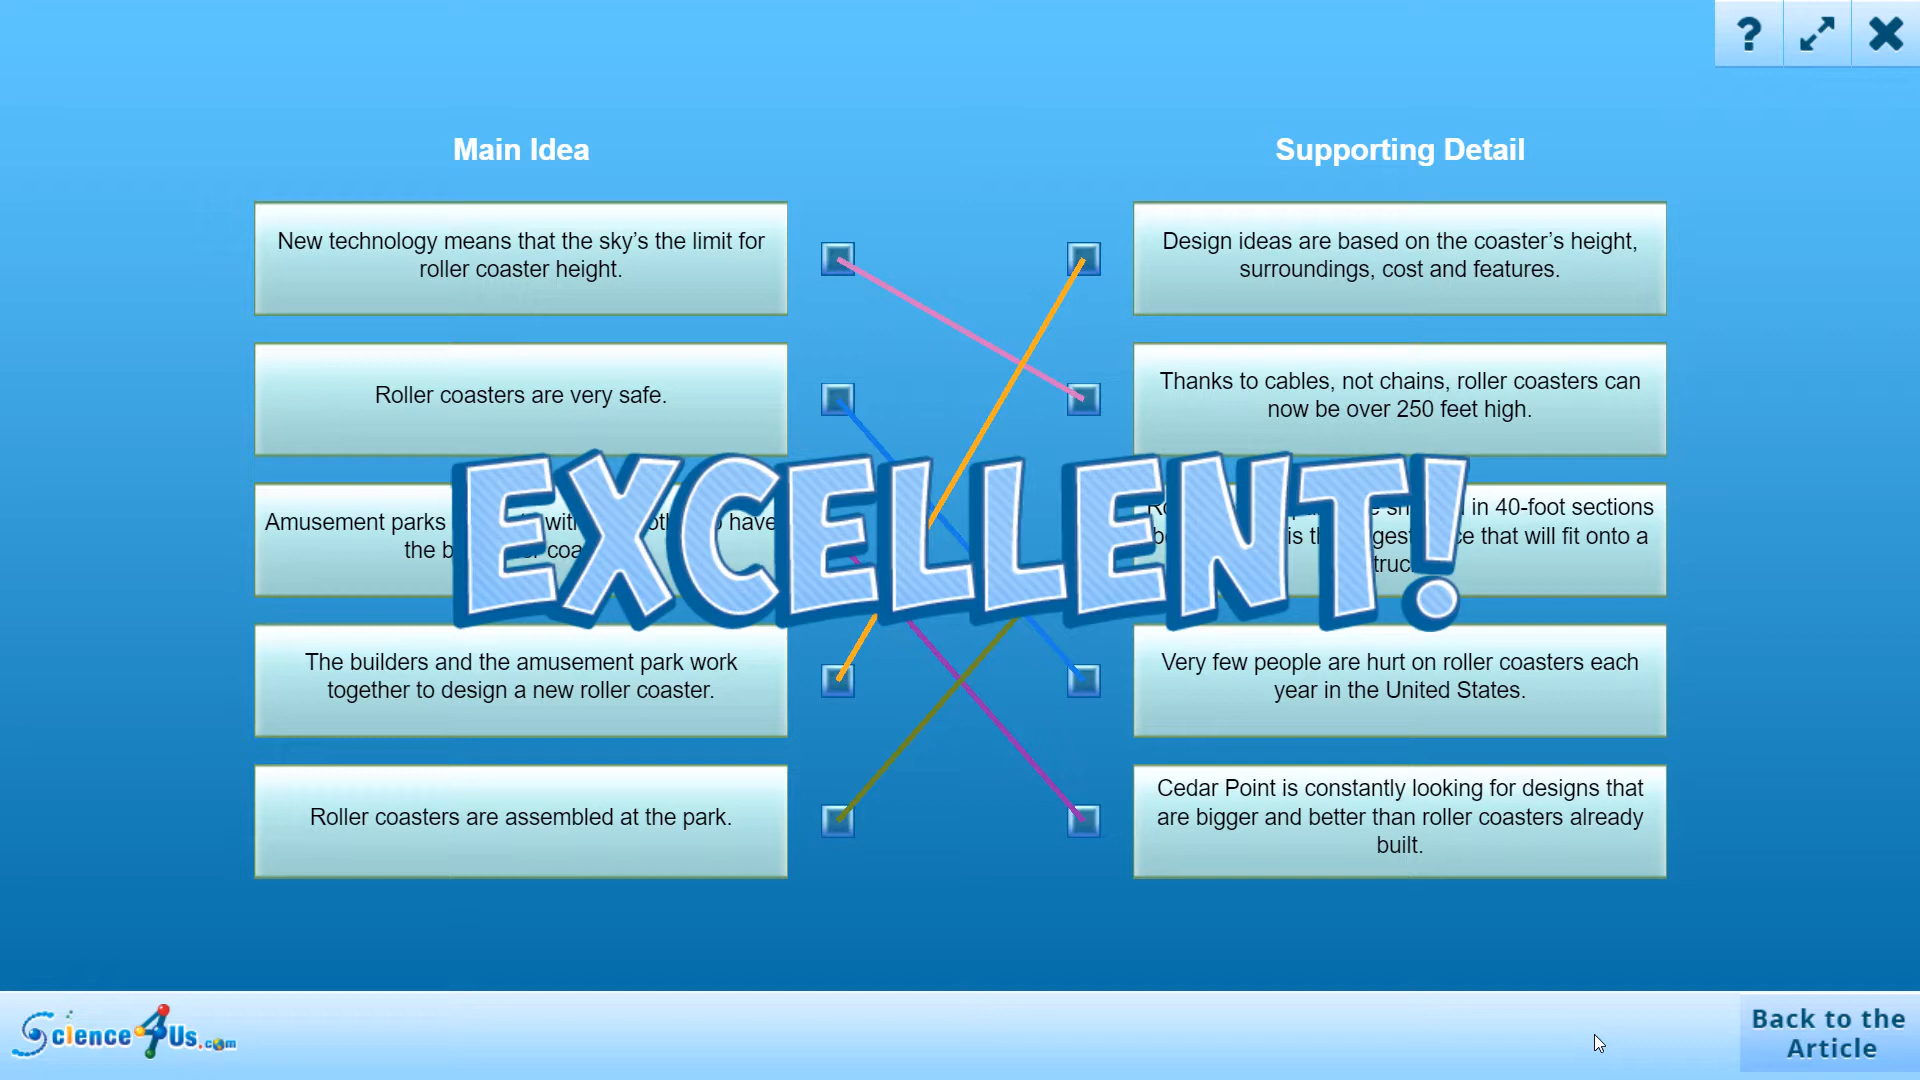 ?
Main Idea
Supporting Detail
New technology means that the sky’s the limit for
roller coaster height.
Design ideas are based on the coaster’s height,
surroundings, cost and features.
Roller coasters are very safe.
Thanks to cables, not chains, roller coasters can
now be over 250 feet high.
Amusement parks have
the
in 40-foot sections
is that will fit onto a
EXCELLENT!
The builders and the amusement park work
together to design a new roller coaster.
Very few people are hurt on roller coasters each
year in the United States.
Roller coasters are assembled at the park.
Cedar Point is constantly looking for designs that
are bigger and better than roller coasters already
built.
Science4Us.com
Back to the
Article